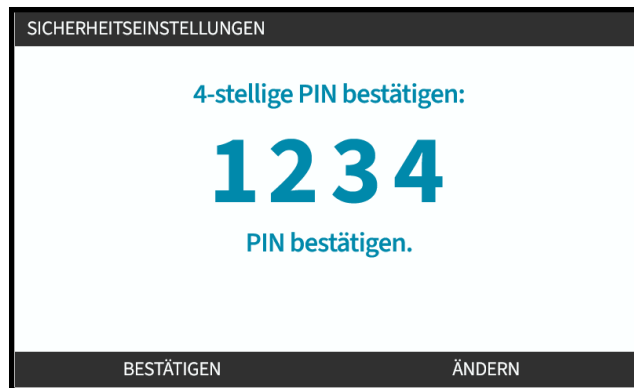 SICHERHEITSEINSTELLUNGEN
4-stellige PIN bestätigen:
1234
PIN bestätigen.
BESTÄTIGEN ÄNDERN